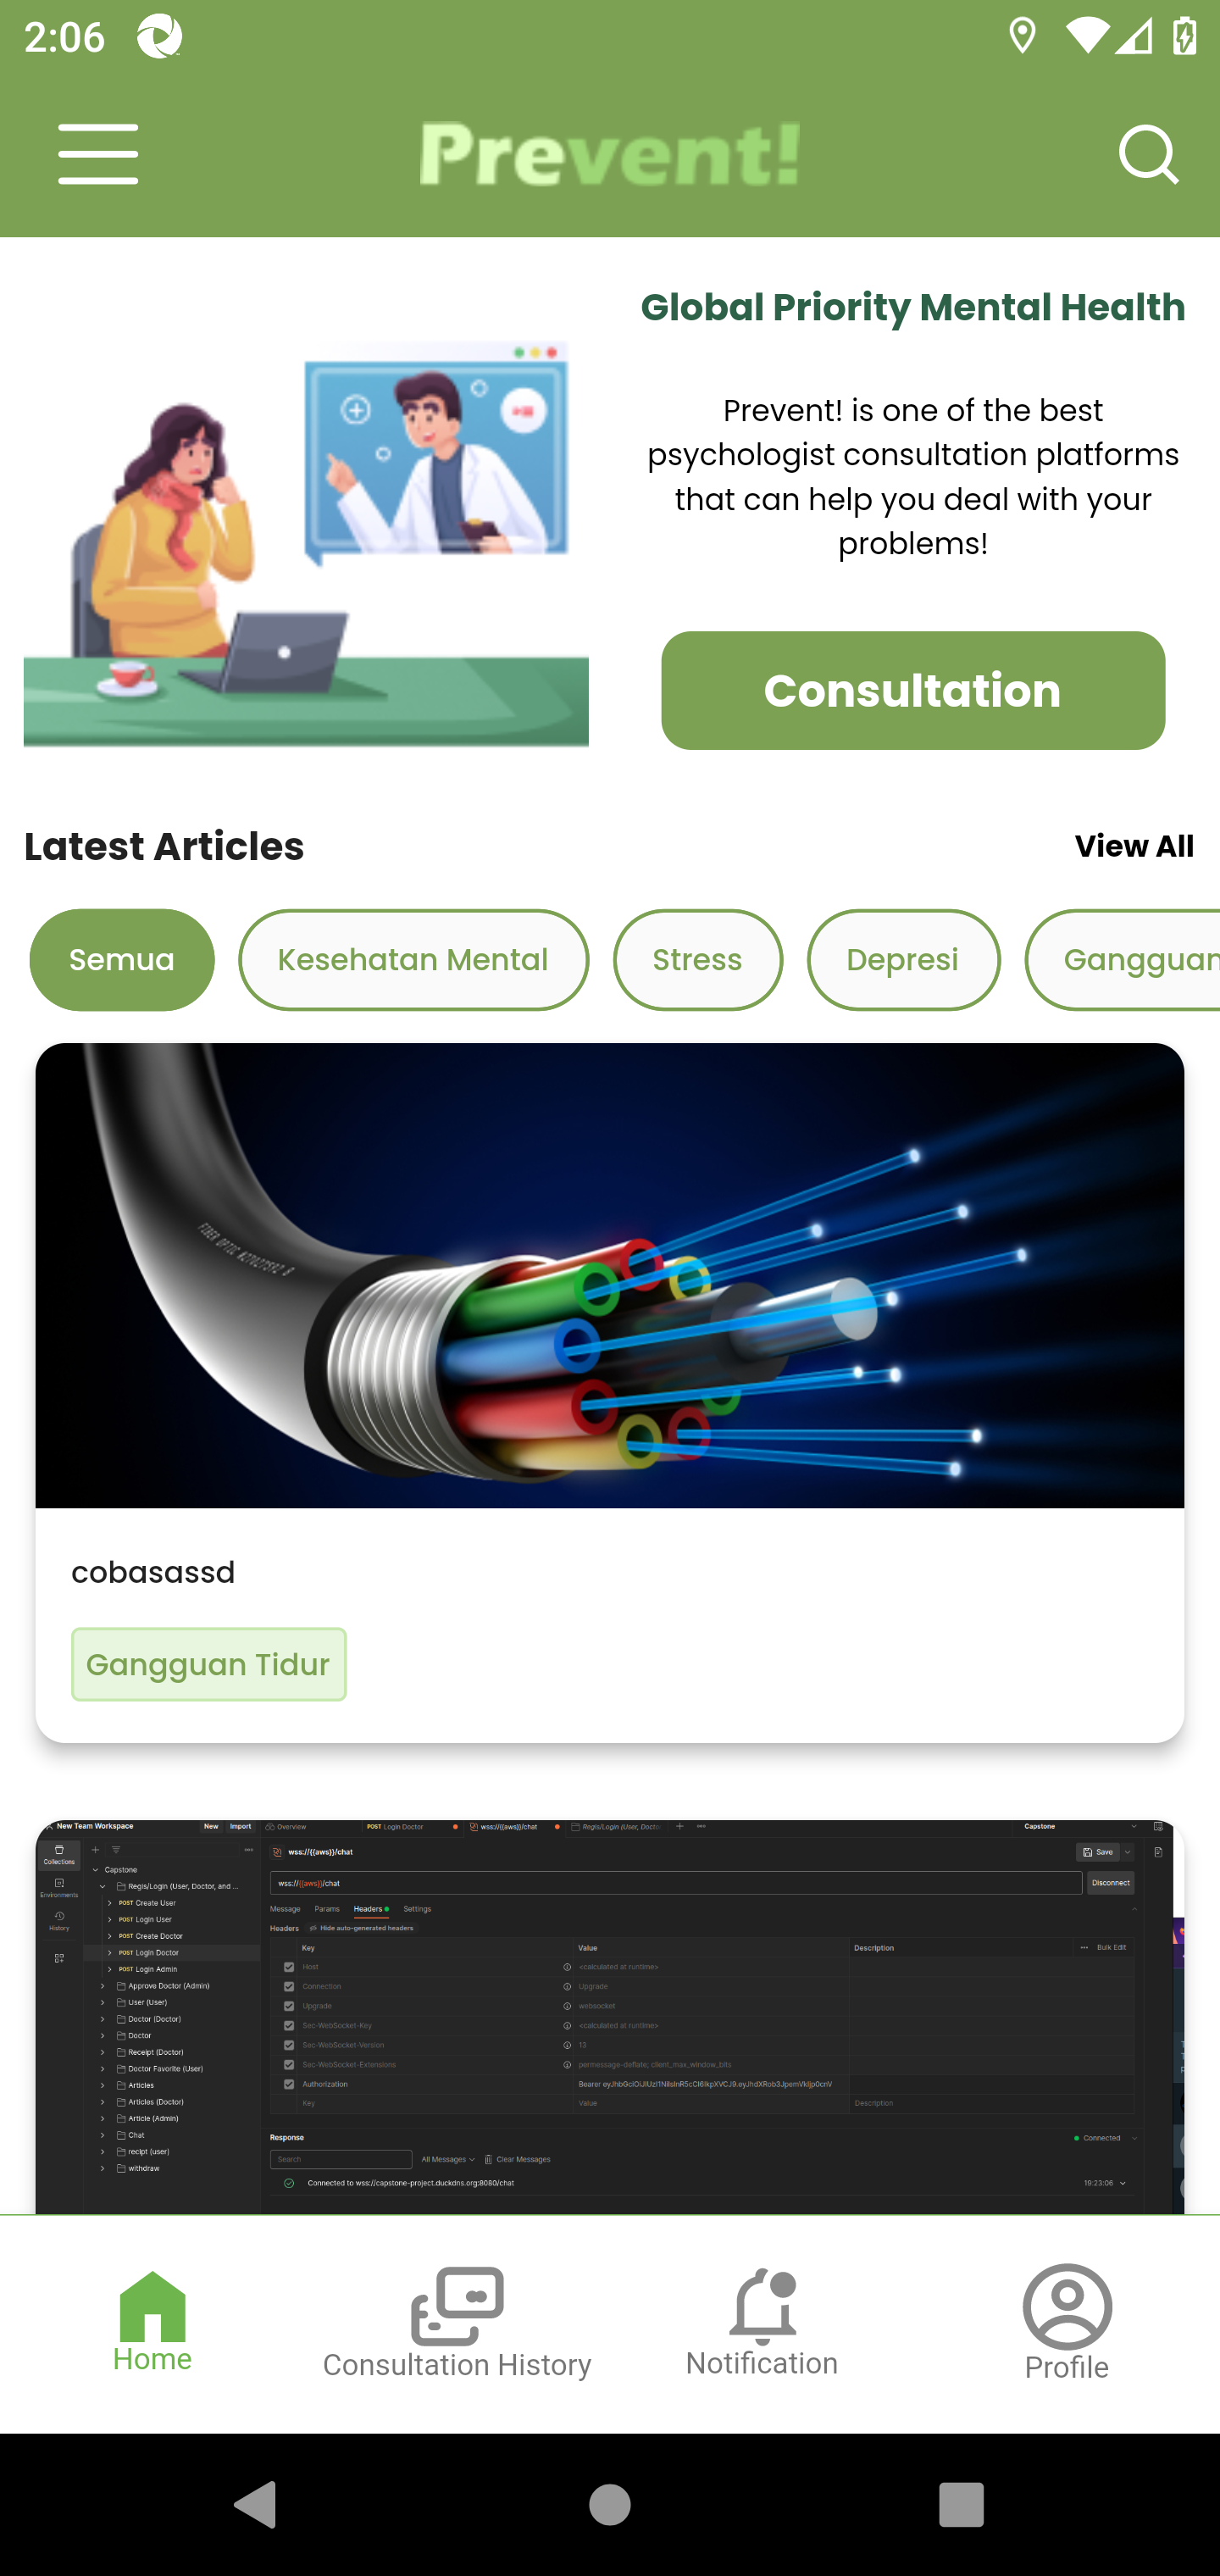 2:06
Prevent!
Global Priority Mental Health
Prevent! is one of the best
psychologist consultation platforms
that can help you deal with your
problems!
Consultation
Latest Articles
View All
Semua
Kesehatan Mental
Stress
Depresi
Gangguan
cobasassd
Gangguan Tidur
New Team Workspace
New
Import
Overview
POST Login Doctor
wss://{{aws}}/chat
Regis/Login (User, Docto
Capstone
Collections
Environments
History
Capstone
Regis/Login (User, Doctor, and ...
POST Create User
POST Login User
POST Create Doctor
POST Login Doctor
POST Login Admin
Approve Doctor (Admin)
User (User)
Doctor (Doctor)
Doctor
Receipt (Doctor)
Doctor Favorite (User)
Articles
Articles (Doctor)
Article (Admin)
Chat
recipt (user)
withdraw
wss://{{aws}}/chat
Save
wss://{{aws}}/chat
Disconnect
Message
Params
Headers
Settings
Headers
Hide auto-generated headers
Key
Value
Description
Bulk Edit
Host
<calculated at runtime>
Connection
Upgrade
Upgrade
websocket
Sec-WebSocket-Key
<calculated at runtime>
Sec-WebSocket-Version
13
Sec-WebSocket-Extensions
permessage-deflate; client_max_window_bits
Authorization
Bearer
Key
Value
Description
Response
Connected
Search
All Messages
Clear Messages
Connected to wss://capstone-project.duckdns.org:8080/chat
19:23:06
Home
Consultation History
Notification
Profile